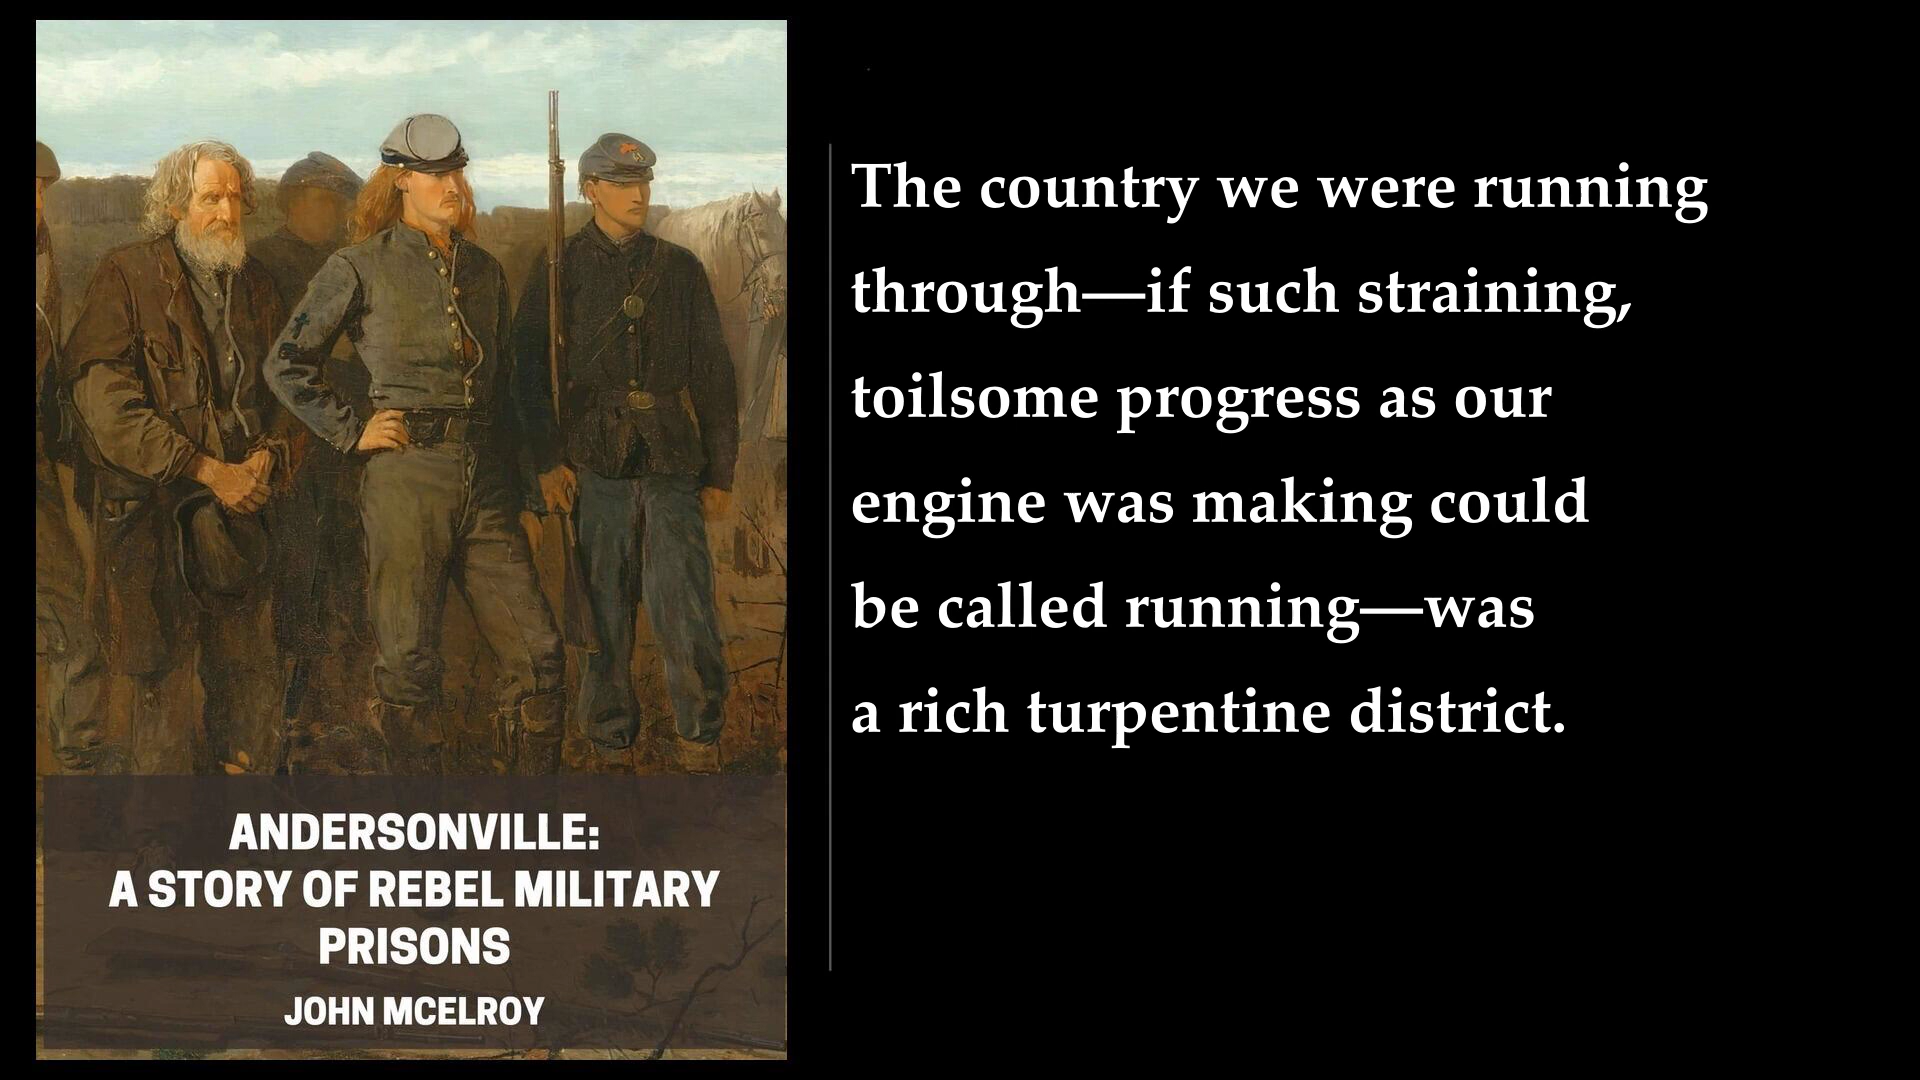 ANDERSONVILLE:
A STORY OF REBEL MILITARY
PRISONS
JOHN MCELROY
The country we were running
through—if such straining,
toilsome progress as our
engine was making could
be called running—was
a rich turpentine district.